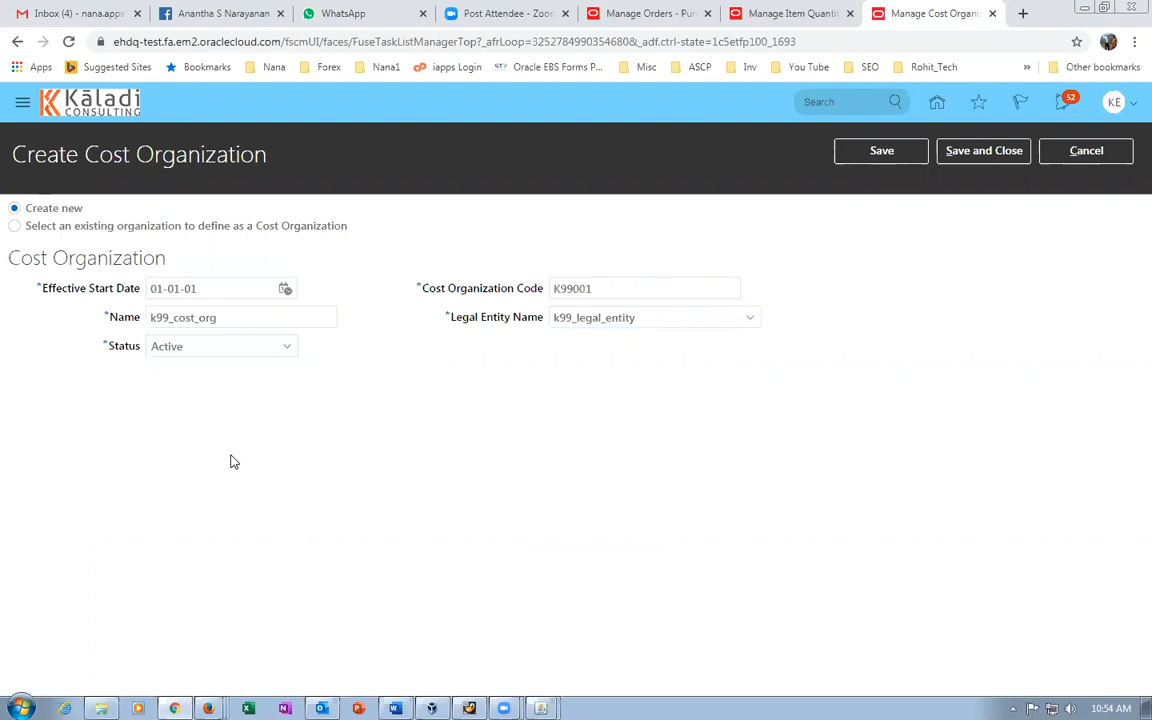 Inbox (4) - nana.apps
Anantha S Narayanan
WhatsApp
Post Attendee - Zoom
Manage Orders - Pur
Manage Item Quantit
Manage Cost Organiz
ehdq-test.fa.em2.oraclecloud.com/fscmUI/faces/FuseTaskListManagerTop?_afrLoop=3252784990354680&_adf.ctrl-state=1c5etfp100_1693
Apps Suggested Sites Bookmarks Nana Forex Nana1 iapps Login Oracle EBS Forms P... Misc ASCP Inv You Tube SEO Rohit_Tech » Other bookmarks
Kāladi
CONSULTING
Search
52
KE
Create Cost Organization
Save Save and Close Cancel
Create new
Select an existing organization to define as a Cost Organization
Cost Organization
*Effective Start Date 01-01-01 *Cost Organization Code K99001
*Name k99_cost_org *Legal Entity Name k99_legal_entity
*Status Active
10:54 AM